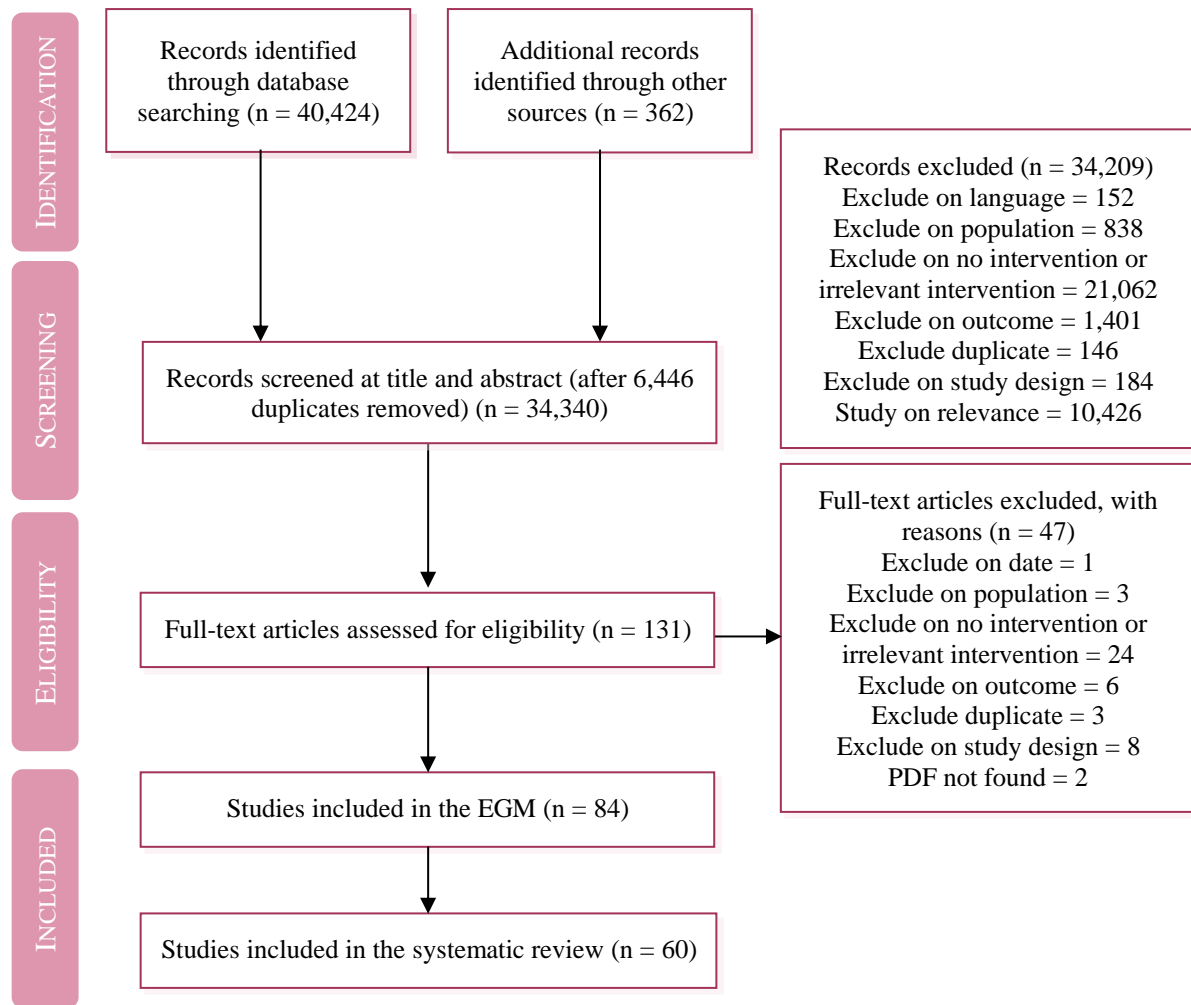 IDENTIFICATION
Records identified
through database
searching (n = 40,424)
Additional records
identified through other
sources (n = 362)
Records excluded (n = 34,209)
Exclude on language = 152
Exclude on population = 838
Exclude on no intervention or
irrelevant intervention = 21,062
Exclude on outcome = 1,401
Exclude duplicate = 146
Exclude on study design = 184
Study on relevance = 10,426
SCREENING
Records screened at title and abstract (after 6,446
duplicates removed) (n = 34,340)
ELIGIBILITY
Full-text articles assessed for eligibility (n = 131)
Full-text articles excluded, with
reasons (n = 47)
Exclude on date = 1
Exclude on population = 3
Exclude on no intervention or
irrelevant intervention = 24
Exclude on outcome = 6
Exclude duplicate = 3
Exclude on study design = 8
PDF not found = 2
INCLUDED
Studies included in the EGM (n = 84)
Studies included in the systematic review (n = 60)